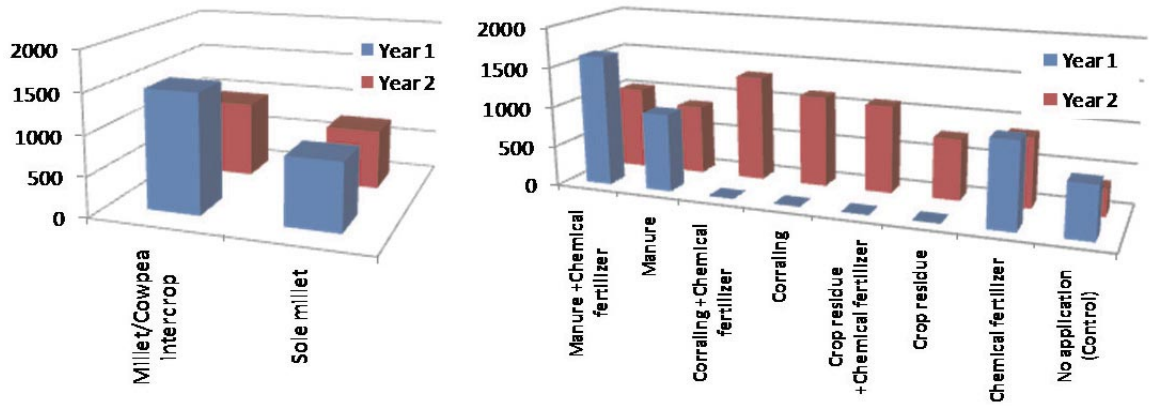 2000
1500
1000
500
0
Year 1
Year 2
Millet/Cowpea
Intercrop
Sole millet
2000
1500
1000
500
0
Year 1
Year 2
Manure +Chemical
fertilizer
Manure
Corraling +Chemical
fertilizer
Corraling
Crop residue
+Chemical fertilizer
Crop residue
Chemical fertilizer
No application
(Control)